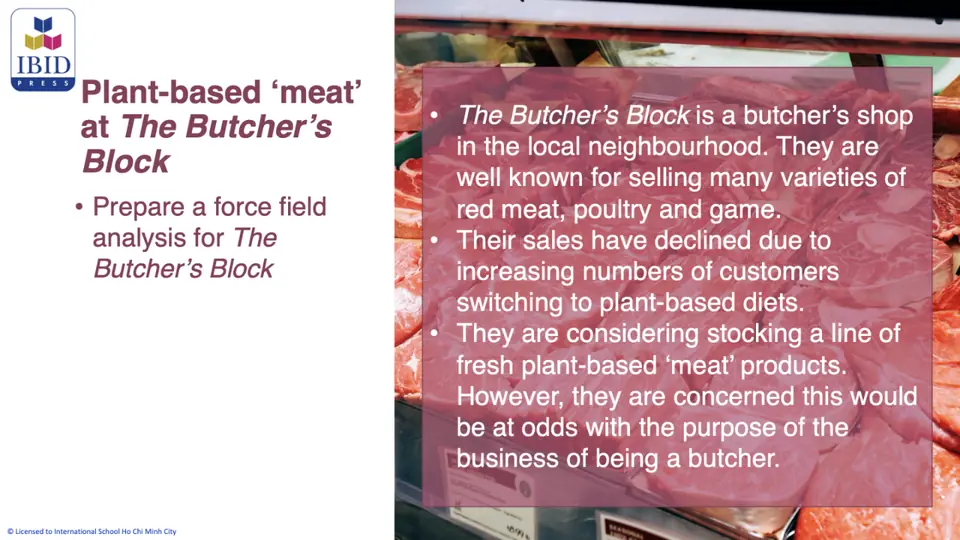 IBID
PRESS
Plant-based ‘meat’
at The Butcher’s
Block
• Prepare a force field
analysis for The
Butcher’s Block
• The Butcher’s Block is a butcher’s shop
in the local neighbourhood. They are
well known for selling many varieties of
red meat, poultry and game.
• Their sales have declined due to
increasing numbers of customers
switching to plant-based diets.
• They are considering stocking a line of
fresh plant-based ‘meat’ products.
However, they are concerned this would
be at odds with the purpose of the
business of being a butcher.
© Licensed to International School Ho Chi Minh City